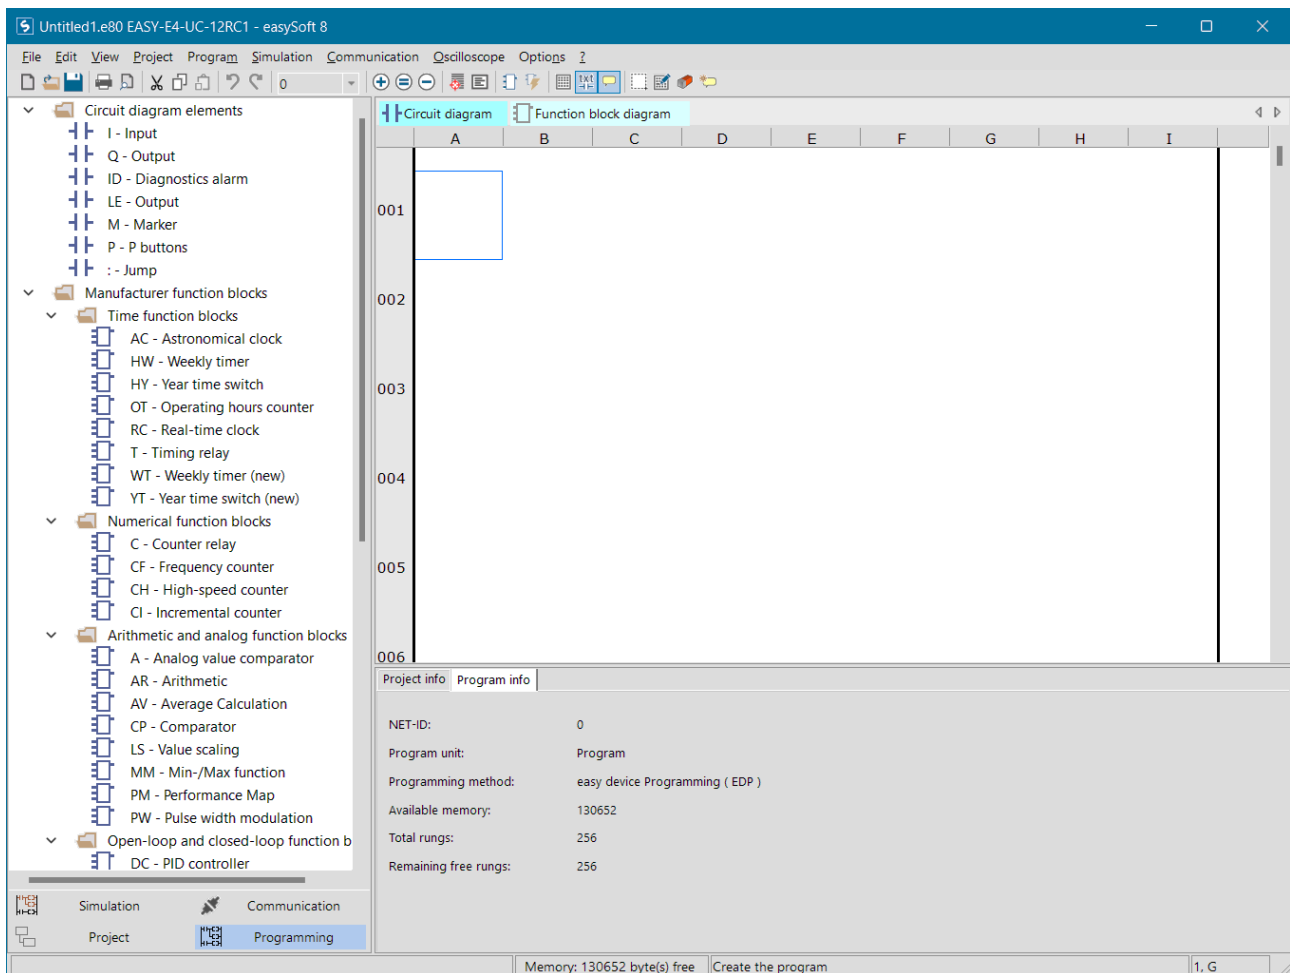 Untitled1.e80 EASY-E4-UC-12RC1 - easySoft 8
File Edit View Project Program Simulation Communication Oscilloscope Options ?
0
Circuit diagram elements
I - Input
Q - Output
ID - Diagnostics alarm
LE - Output
M - Marker
P - P buttons
: - Jump
Manufacturer function blocks
Time function blocks
AC - Astronomical clock
HW - Weekly timer
HY - Year time switch
OT - Operating hours counter
RC - Real-time clock
T - Timing relay
WT - Weekly timer (new)
YT - Year time switch (new)
Numerical function blocks
C - Counter relay
CF - Frequency counter
CH - High-speed counter
CI - Incremental counter
Arithmetic and analog function blocks
A - Analog value comparator
AR - Arithmetic
AV - Average Calculation
CP - Comparator
LS - Value scaling
MM - Min-/Max function
PM - Performance Map
PW - Pulse width modulation
Open-loop and closed-loop function b
DC - PID controller
Simulation Communication
Project Programming
Circuit diagram Function block diagram
A B C D E F G H I
001
002
003
004
005
006
Project info Program info
NET-ID: 0
Program unit: Program
Programming method: easy device Programming ( EDP )
Available memory: 130652
Total rungs: 256
Remaining free rungs: 256
Memory: 130652 byte(s) free Create the program 1, G